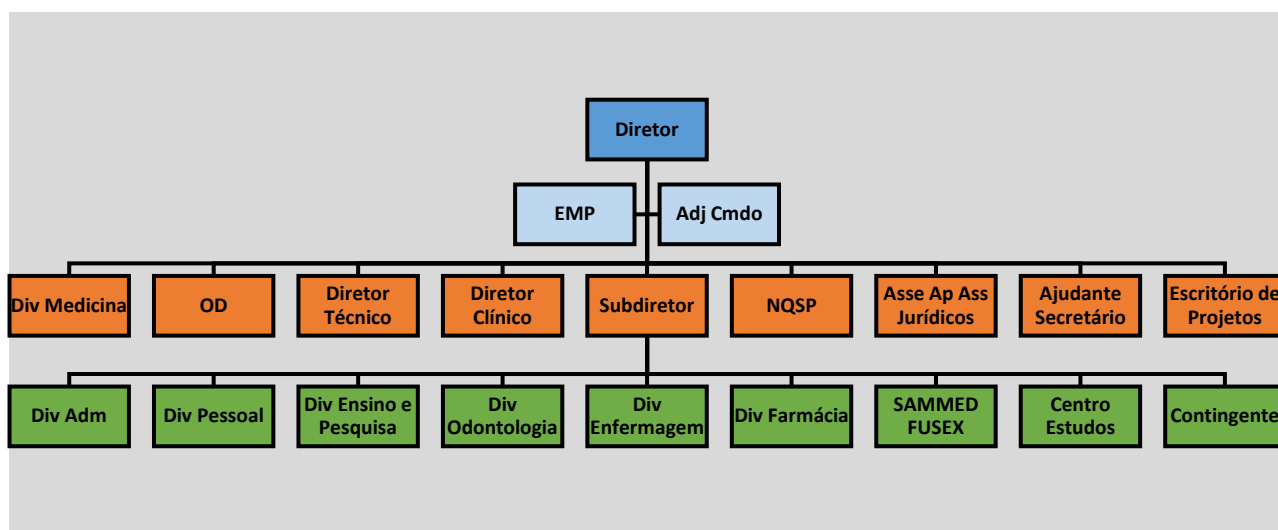 Diretor
EMP
Adj Cmdo
Div Medicina
OD
Diretor
Técnico
Diretor
Clínico
Subdiretor
NQSP
Asse Ap Ass
Jurídicos
Ajudante
Secretário
Escritório de
Projetos
Div Adm
Div Pessoal
Div Ensino e
Pesquisa
Div
Odontologia
Div
Enfermagem
Div Farmácia
SAMMED
FUSEX
Centro
Estudos
Contingente